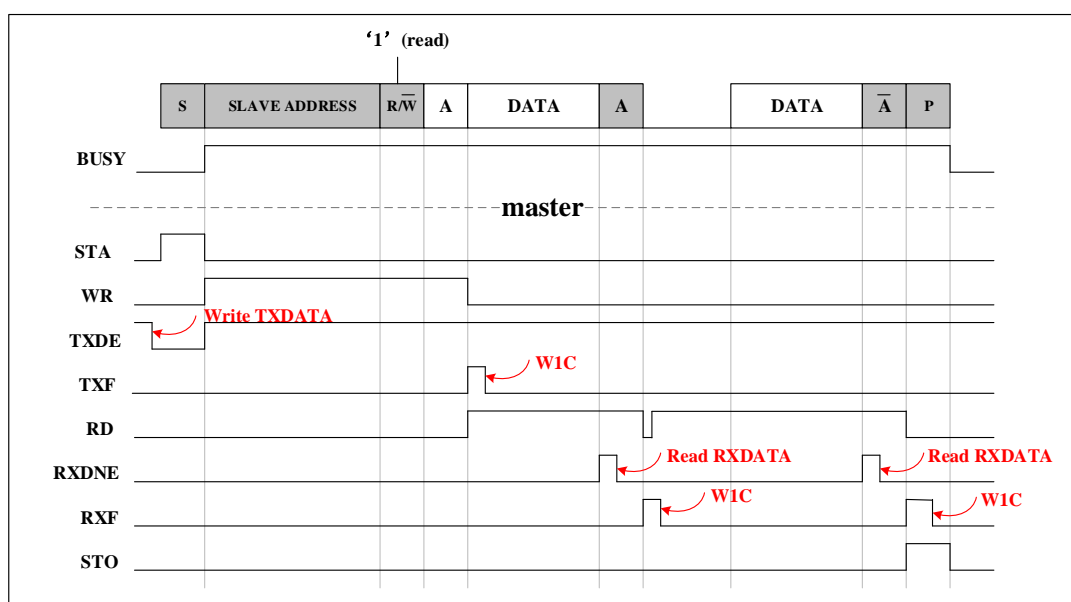 ‘1’ (read)
S SLAVE ADDRESS R/W̅ A DATA A DATA A̅ P
BUSY
master
STA
WR
Write TXDATA
TXDE
W1C
TXF
RD
Read RXDATA Read RXDATA
RXDNE
W1C W1C
RXF
STO